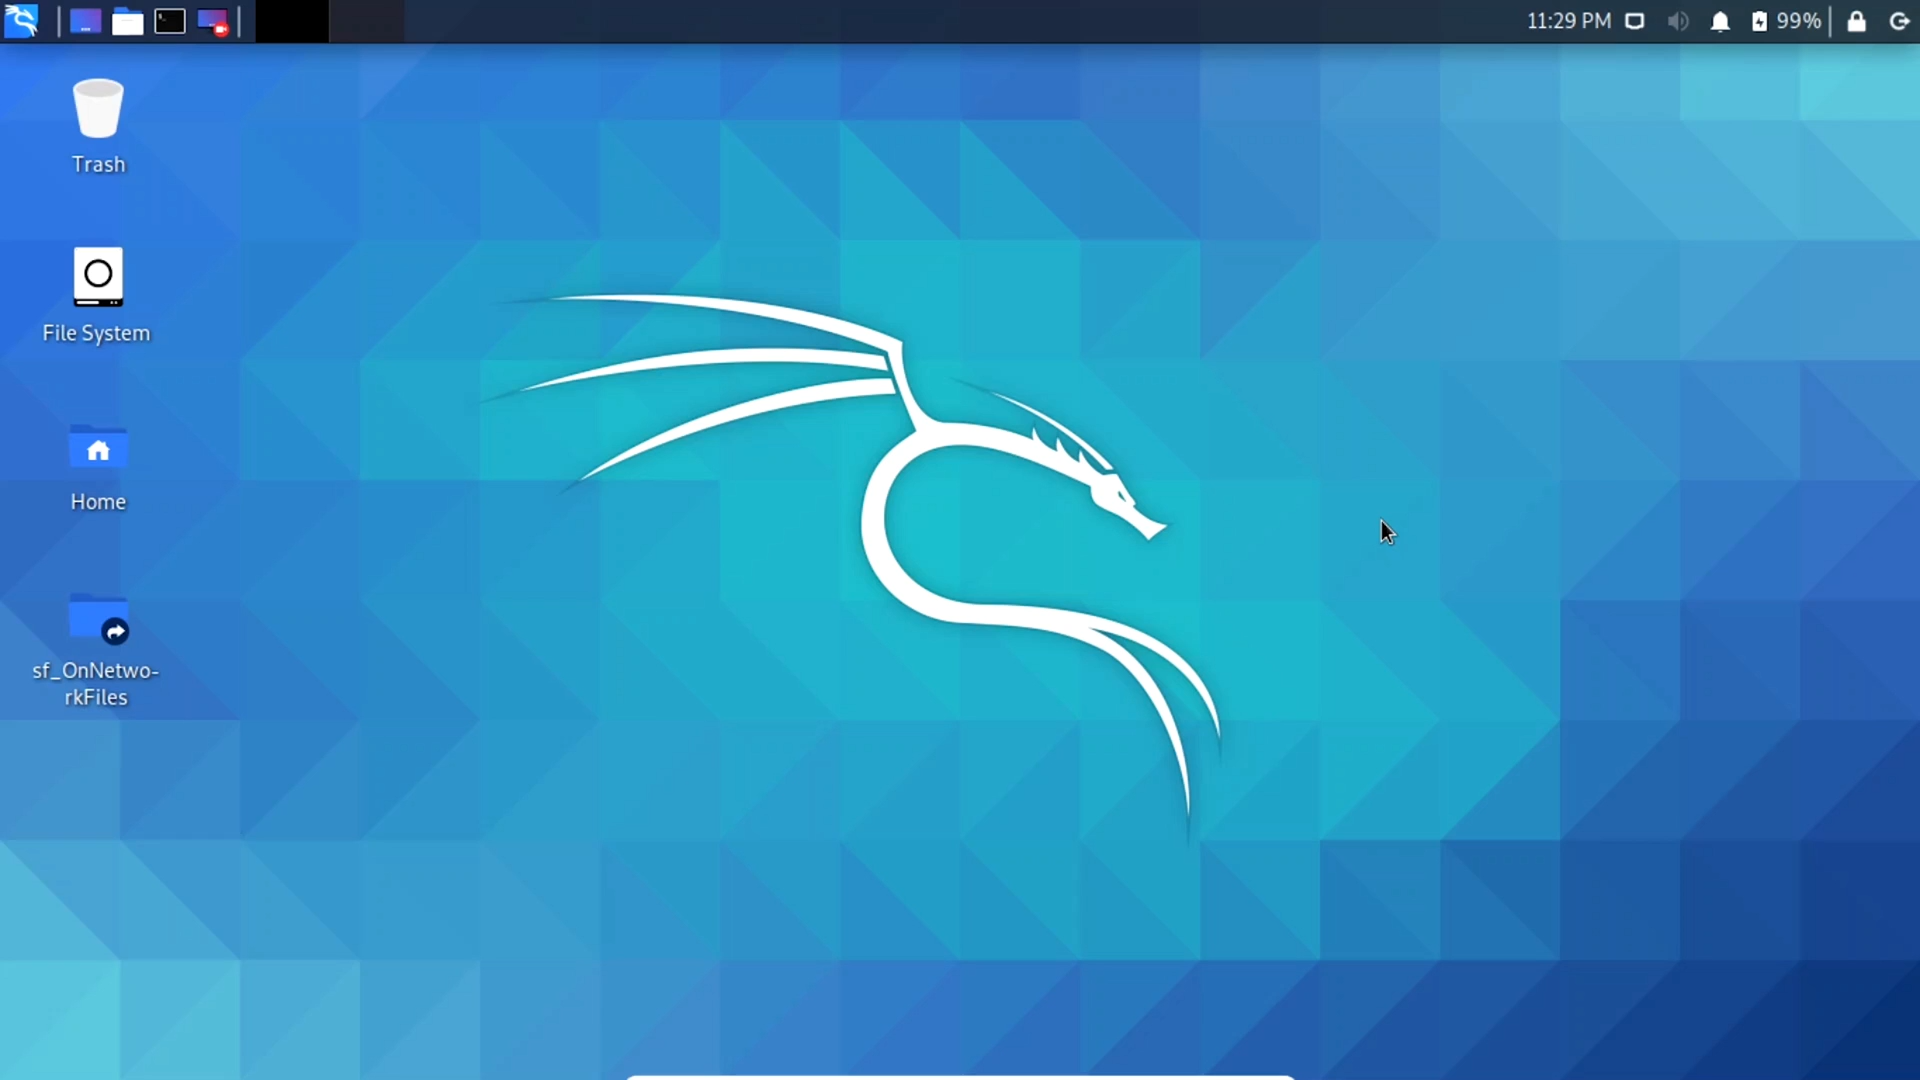 11:29 PM
99%
Trash
File System
Home
sf_OnNetwo-
rkFiles